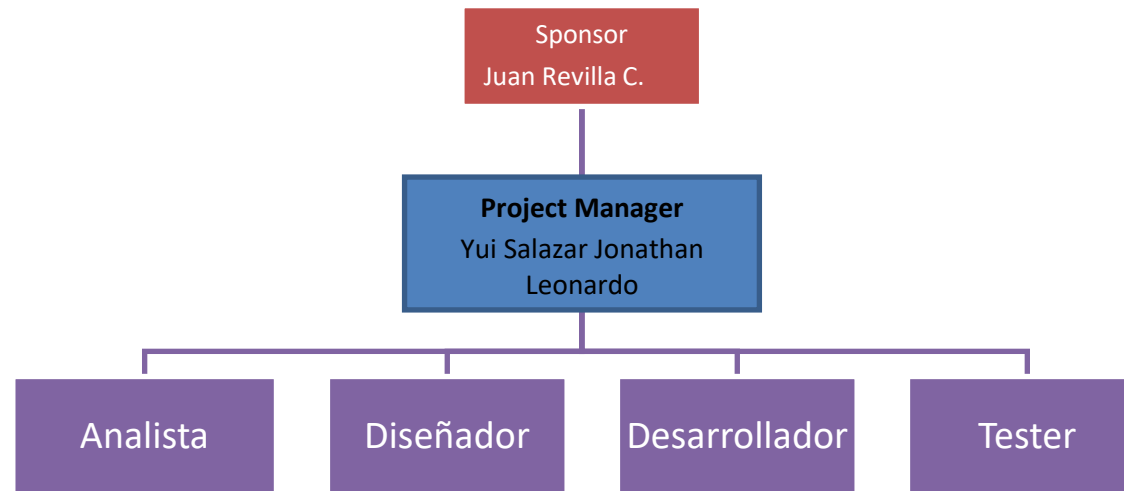 Sponsor
Juan Revilla C.
Project Manager
Yui Salazar Jonathan
Leonardo
Analista
Diseñador
Desarrollador
Tester